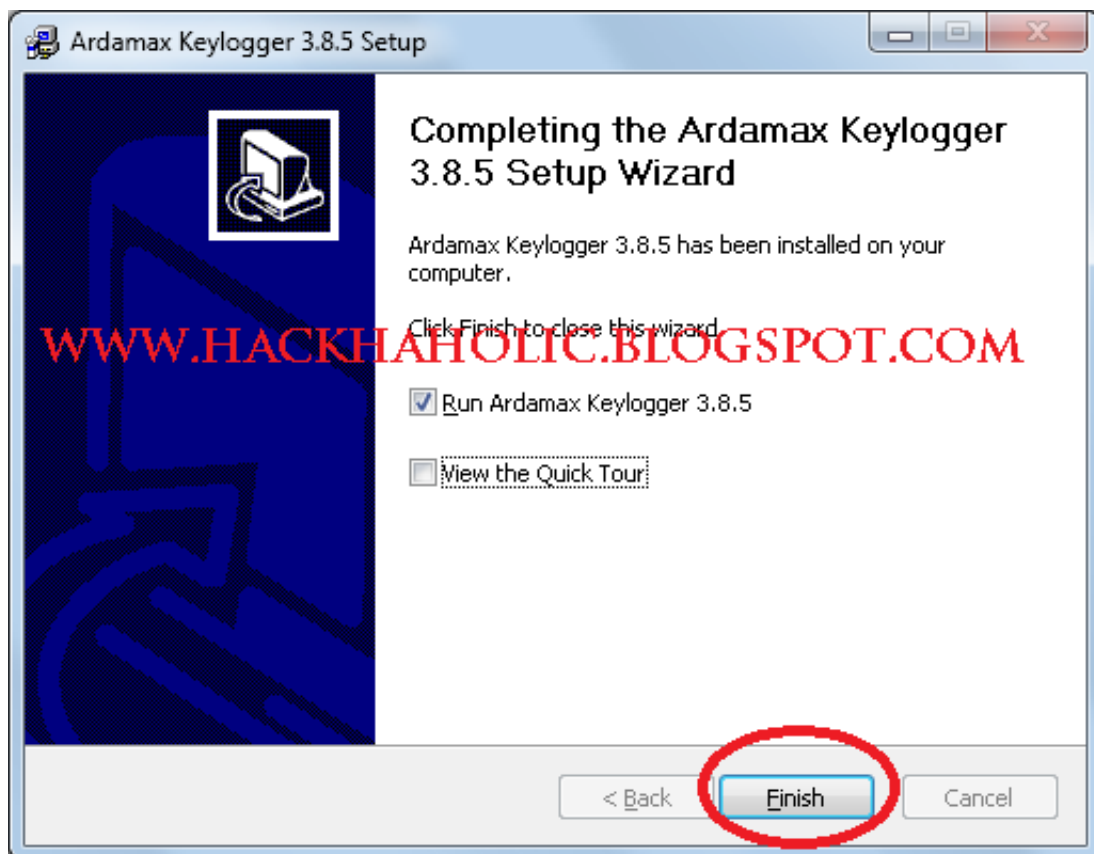 Ardamax Keylogger 3.8.5 Setup
Completing the Ardamax Keylogger
3.8.5 Setup Wizard
Ardamax Keylogger 3.8.5 has been installed on your
computer.
Click Finish to close this wizard.
WWW.HACKHAHOLIC.BLOGSPOT.COM
Run Ardamax Keylogger 3.8.5
View the Quick Tour
< Back Finish Cancel